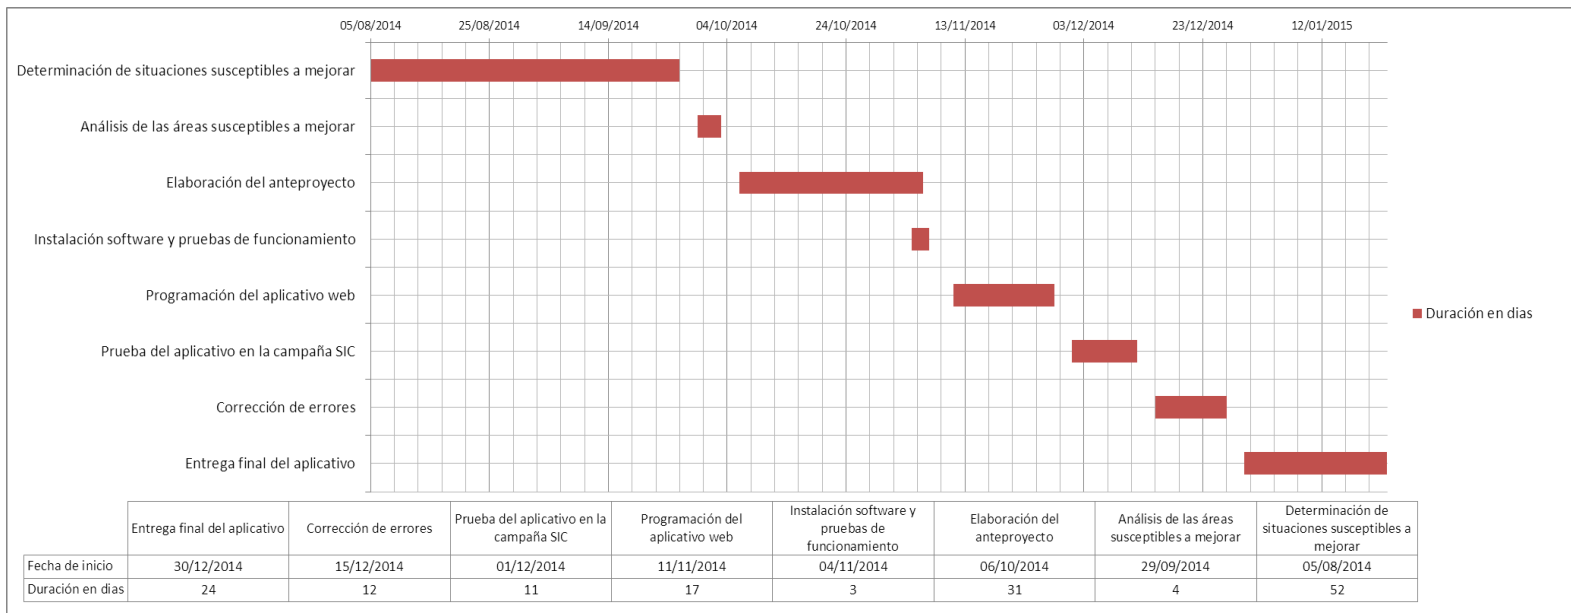 05/08/2014 25/08/2014 14/09/2014 04/10/2014 24/10/2014 13/11/2014 03/12/2014 23/12/2014 12/01/2015
Determinación de situaciones susceptibles a mejorar
Análisis de las áreas susceptibles a mejorar
Elaboración del anteproyecto
Instalación software y pruebas de funcionamiento
Programación del aplicativo web
Duración en dias
Prueba del aplicativo en la campaña SIC
Corrección de errores
Entrega final del aplicativo
Entrega final del aplicativo
Corrección de errores
Prueba del aplicativo en la
campaña SIC
Programación del
aplicativo web
Instalación software y
pruebas de
funcionamiento
Elaboración del
anteproyecto
Análisis de las áreas
susceptibles a mejorar
Determinación de
situaciones susceptibles a
mejorar
Fecha de inicio 30/12/2014 15/12/2014 01/12/2014 11/11/2014 04/11/2014 06/10/2014 29/09/2014 05/08/2014
Duración en dias 24 12 11 17 3 31 4 52